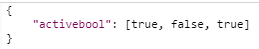 {
    "activebool": [true, false, true]
}